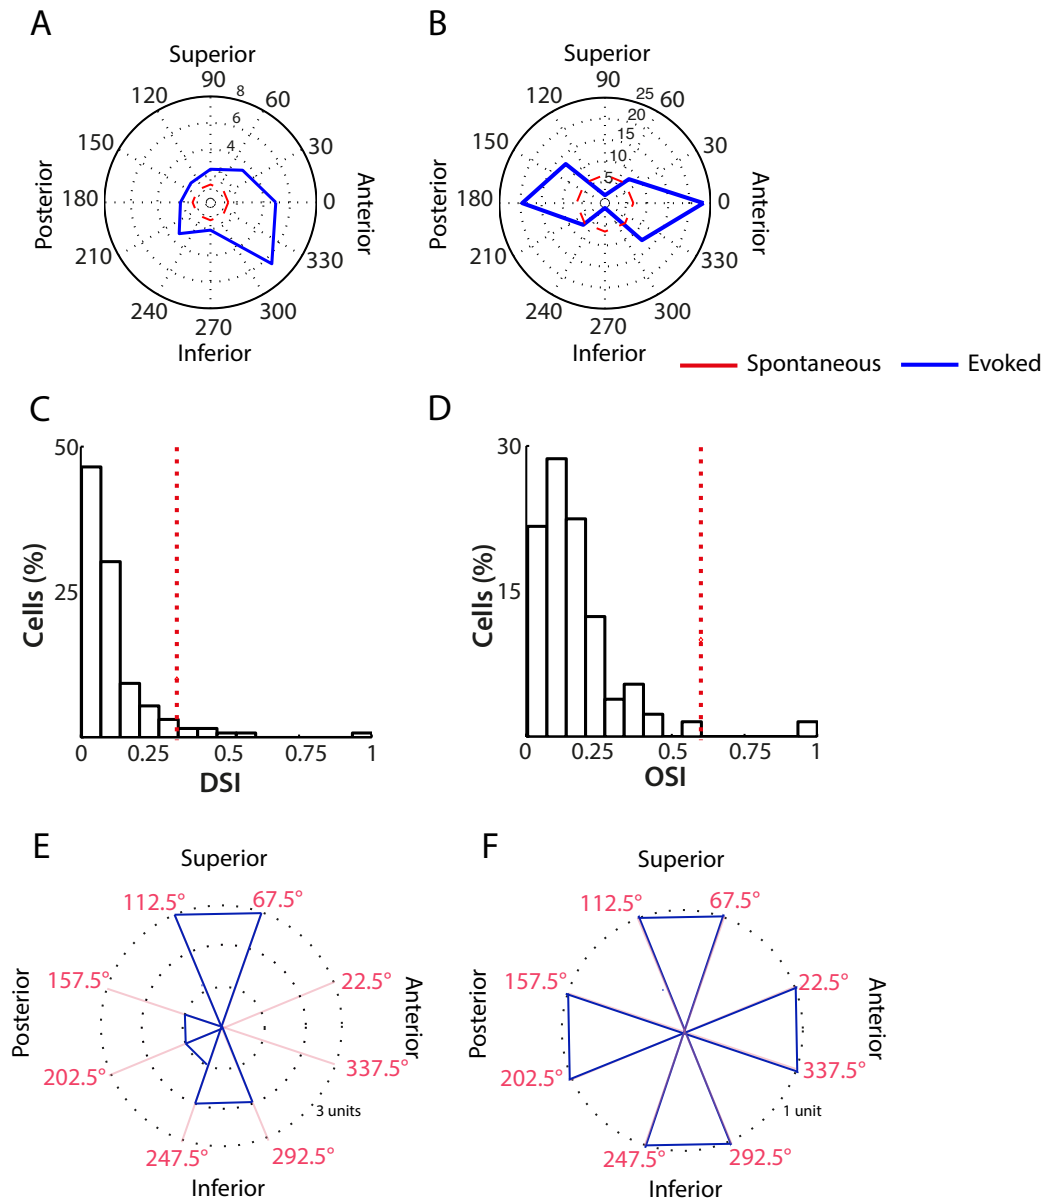 A
B
Superior
Superior
90
90
120
8
60
120
25
60
6
20
150
4
30
150
15
30
10
5
Posterior
180
0
Anterior
Posterior
180
0
Anterior
210
330
210
330
240
300
240
300
270
270
Inferior
Inferior
Spontaneous
Evoked
C
D
50
30
Cells (%)
25
Cells (%)
15
0
0.25
0.5
0.75
1
0
0.25
0.5
0.75
1
DSI
OSI
E
F
Superior
Superior
112.5°
67.5°
112.5°
67.5°
157.5°
22.5°
157.5°
22.5°
Posterior
Anterior
Posterior
Anterior
202.5°
337.5°
202.5°
337.5°
3 units
1 unit
247.5°
292.5°
247.5°
292.5°
Inferior
Inferior